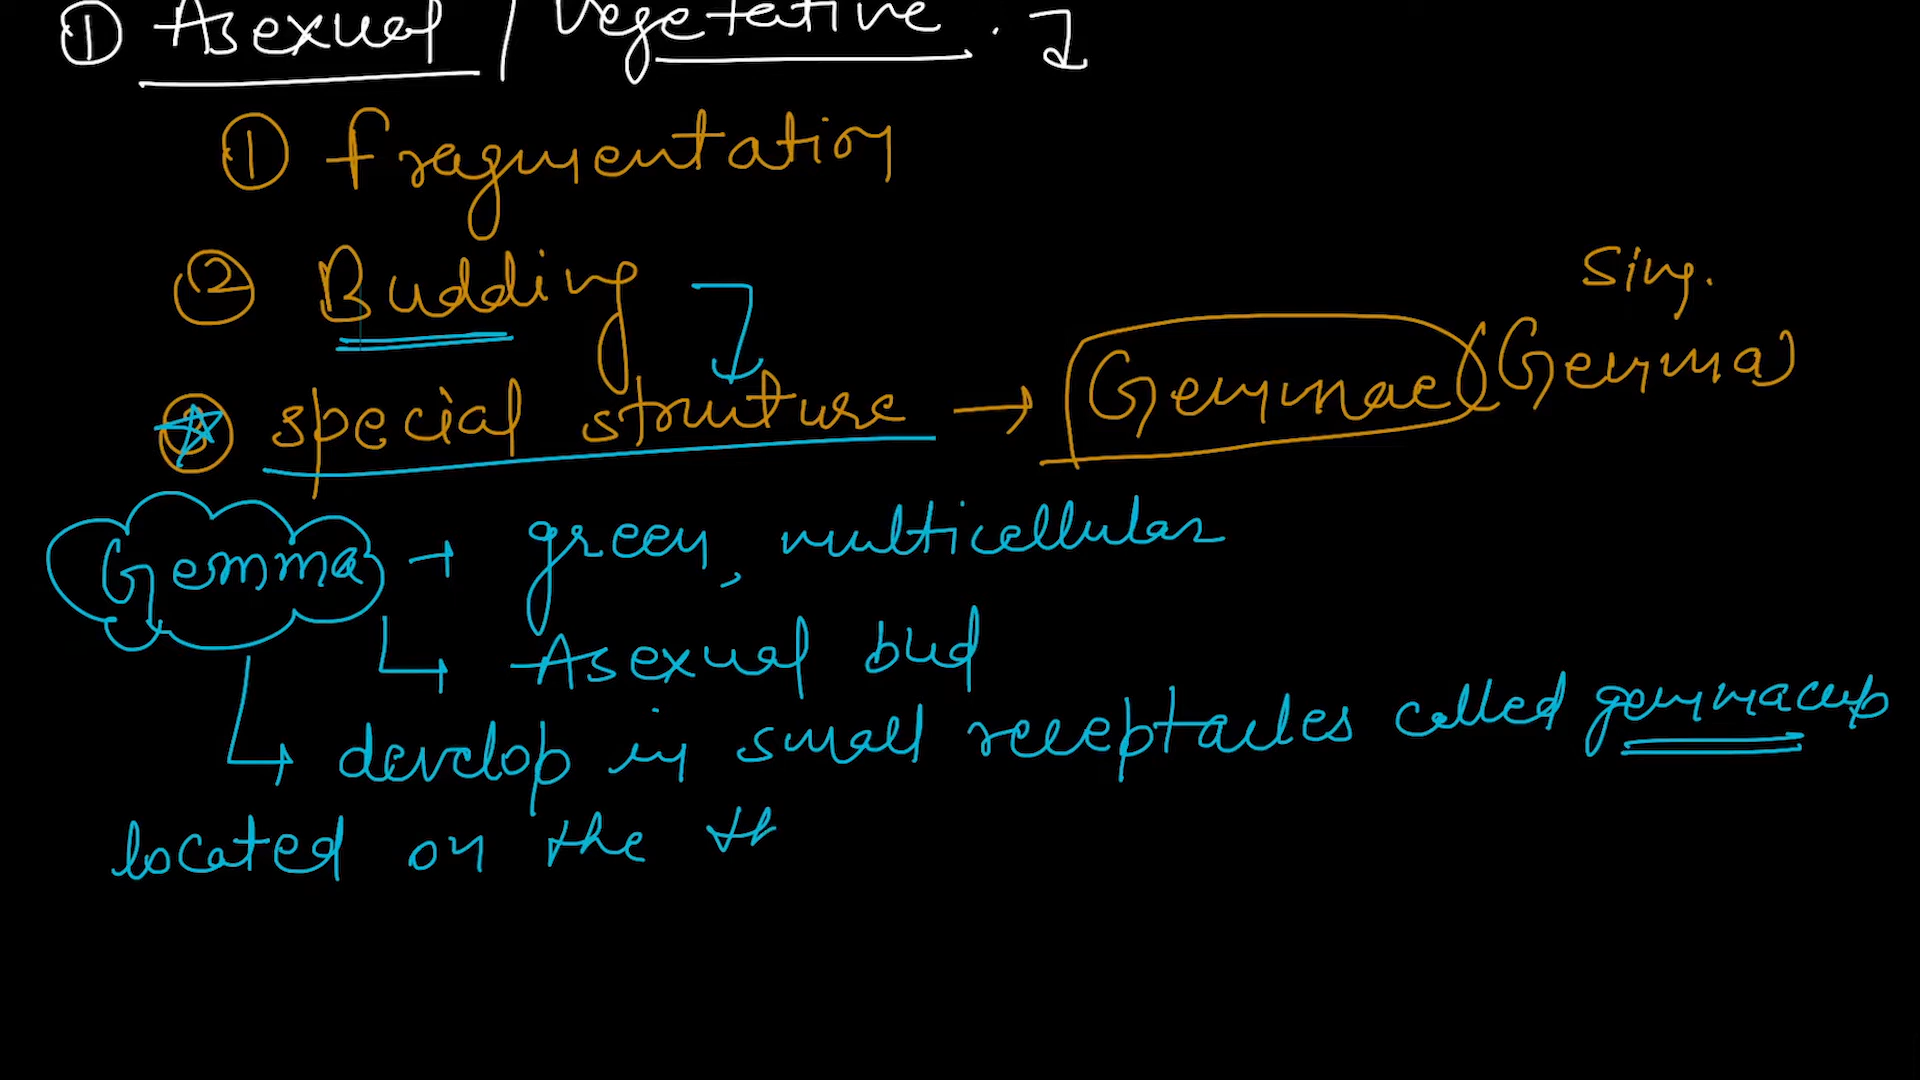 ① Asexual / Vegetative.
① fragmentation
② Budding
Sing.
③ special structure → Gemmae (Gemma)
Gemma → green, multicellular
Asexual bud
develop in small receptacles called gemmacup
located on the th